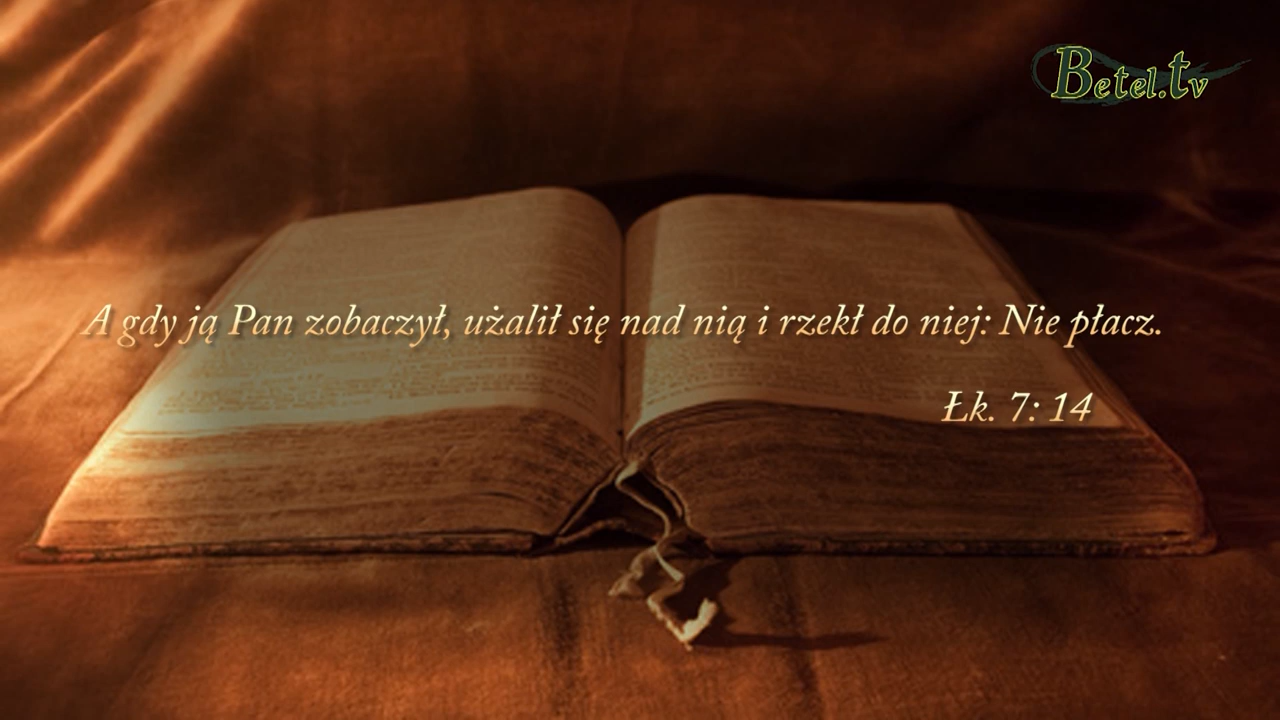 Betel.tv
A gdy ją Pan zobaczył, użalił się nad nią i rzekł do niej: Nie płacz.
Łk. 7: 14